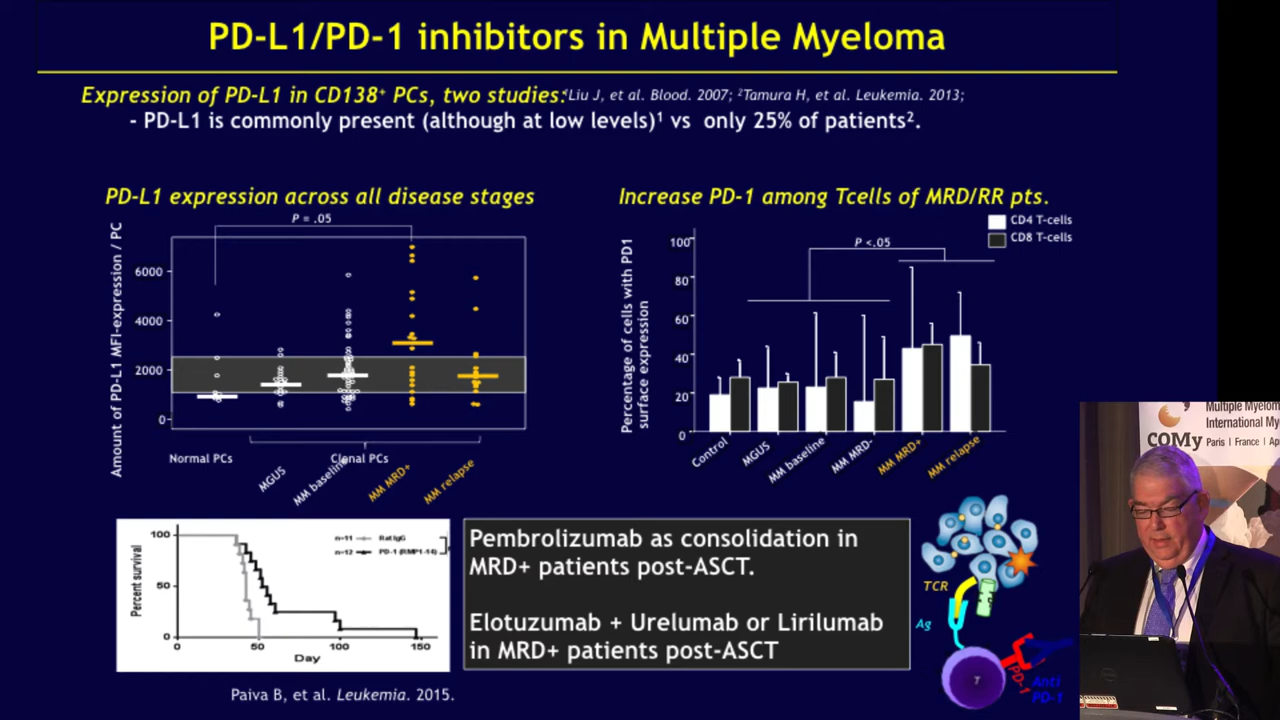 PD-L1/PD-1 inhibitors in Multiple Myeloma
Expression of PD-L1 in CD138⁺ PCs, two studies: ¹Liu J, et al. Blood. 2007; ²Tamura H, et al. Leukemia. 2013;
- PD-L1 is commonly present (although at low levels)¹ vs only 25% of patients².
PD-L1 expression across all disease stages
P = .05
Amount of PD-L1 MFI-expression / PC
6000
4000
2000
0
Normal PCs
Clonal PCs
MGUS
MM baseline
MM MRD+
MM relapse
Increase PD-1 among Tcells of MRD/RR pts.
CD4 T-cells
CD8 T-cells
P <.05
Percentage of cells with PD1
surface expression
100
80
60
40
20
0
Control
MGUS
MM baseline
MM MRD-
MM MRD+
MM relapse
100
50
0
Percent survival
n=11 Rat IgG
n=12 PD-1 (RMP1-14)
0 50 100 150
Day
Paiva B, et al. Leukemia. 2015.
Pembrolizumab as consolidation in
MRD+ patients post-ASCT.
Elotuzumab + Urelumab or Lirilumab
in MRD+ patients post-ASCT
TCR
Ag
T
PD-1
Anti
PD-1
Multiple Myeloma
International My
COMy
Paris | France | Ap